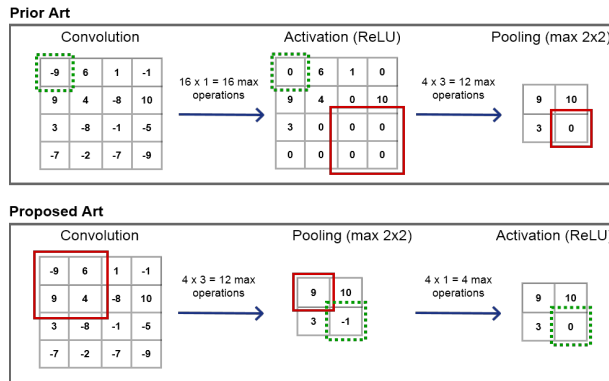 Prior Art
Convolution
Activation (ReLU)
Pooling (max 2x2)
-9 6 1 -1
9 4 -8 10
3 -8 -1 -5
-7 -2 -7 -9
16 x 1 = 16 max
operations
0 6 1 0
9 4 0 10
3 0 0 0
0 0 0 0
4 x 3 = 12 max
operations
9 10
3 0
Proposed Art
Convolution
Pooling (max 2x2)
Activation (ReLU)
-9 6 1 -1
9 4 -8 10
3 -8 -1 -5
-7 -2 -7 -9
4 x 3 = 12 max
operations
9 10
3 -1
4 x 1 = 4 max
operations
9 10
3 0